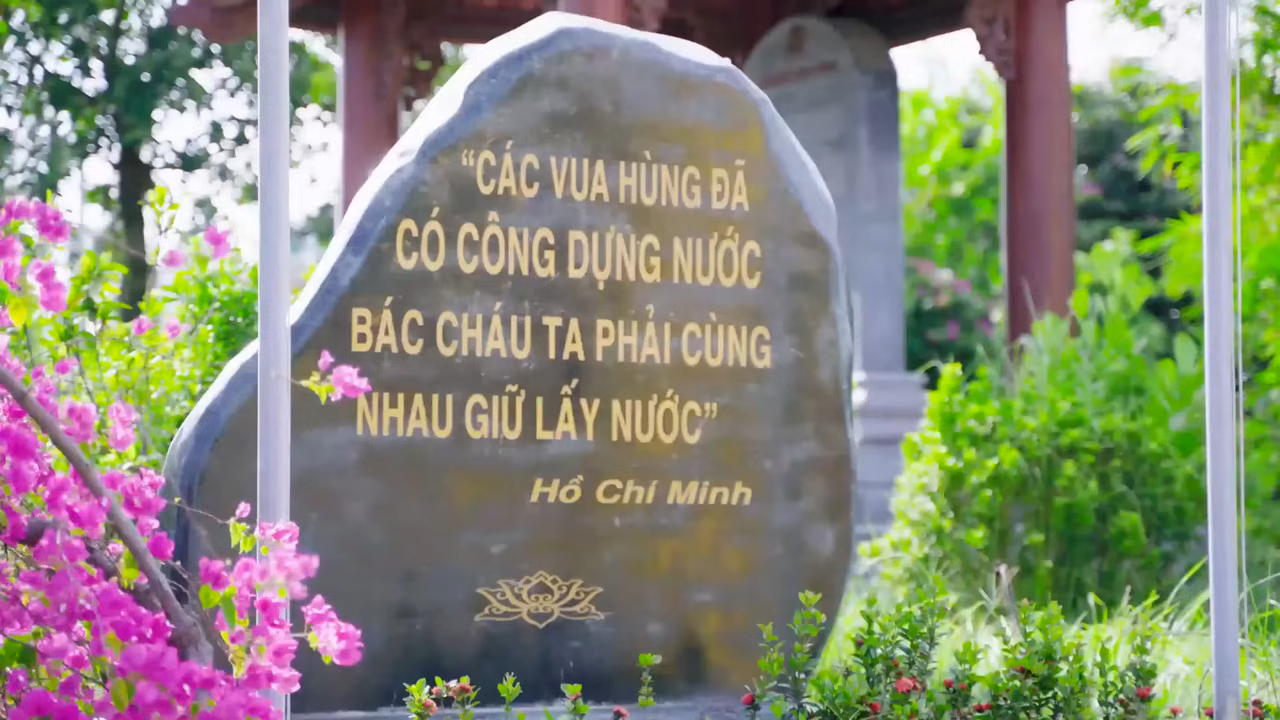 “CÁC VUA HÙNG ĐÃ
CÓ CÔNG DỰNG NƯỚC
BÁC CHÁU TA PHẢI CÙNG
NHAU GIỮ LẤY NƯỚC”
Hồ Chí Minh